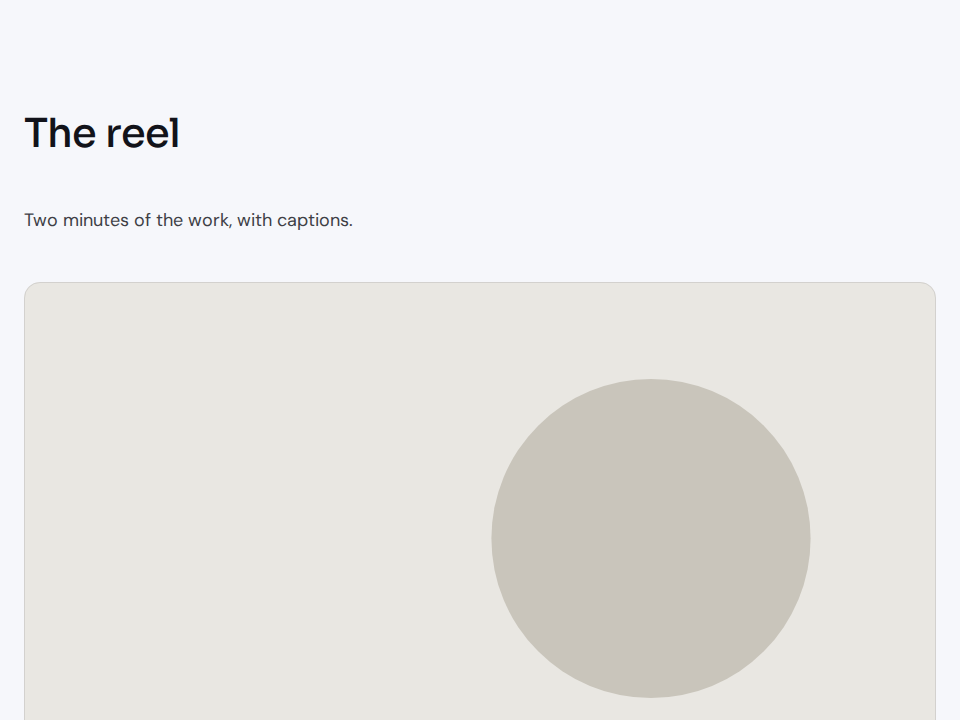 The reel
Two minutes of the work, with captions.